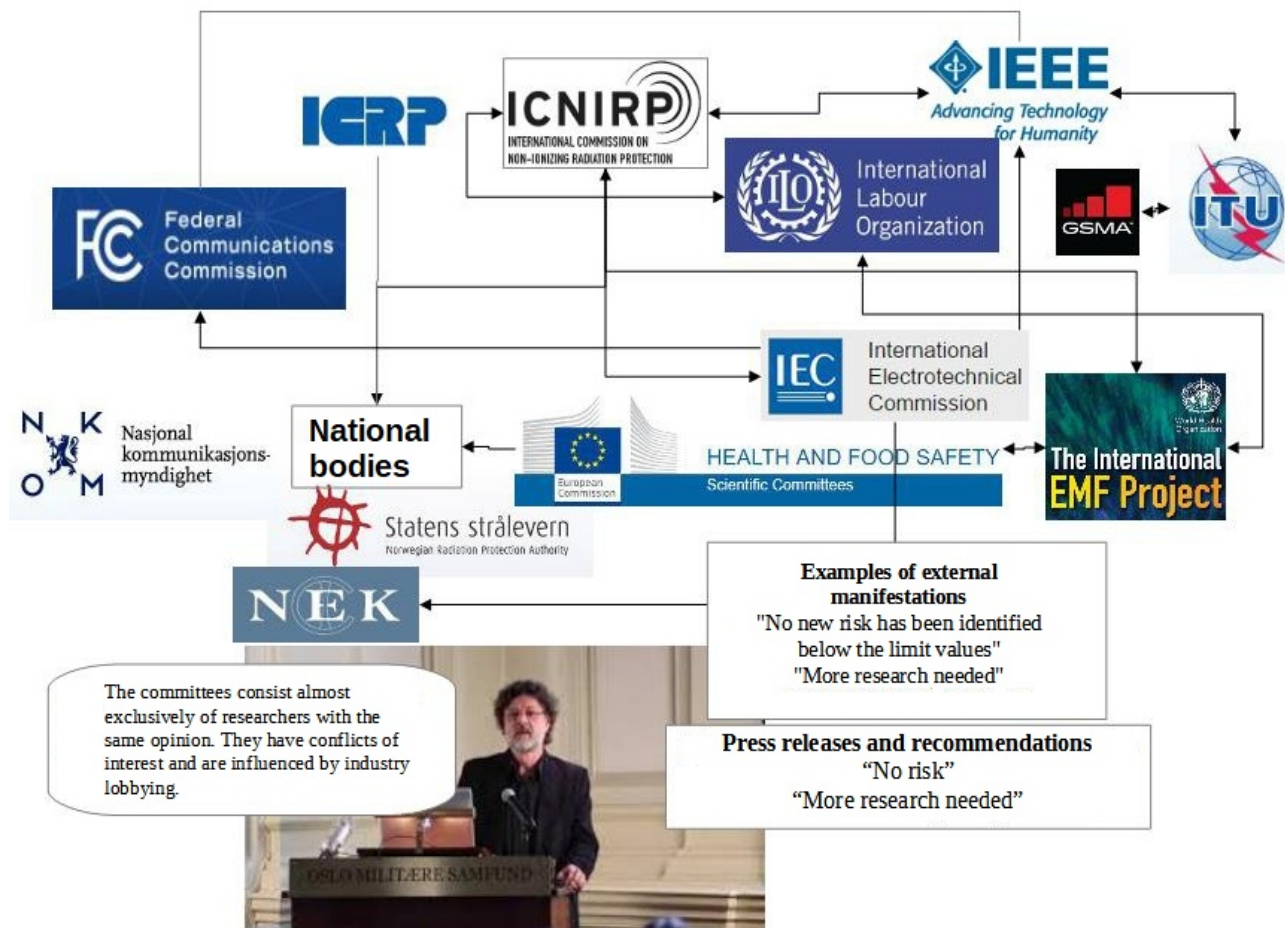 IEEE
Advancing Technology
for Humanity
ICRP
ICNIRP
INTERNATIONAL COMMISSION ON
NON-IONIZING RADIATION PROTECTION
ILO
International
Labour
Organization
GSMA
ITU
FCC
Federal
Communications
Commission
IEC
International
Electrotechnical
Commission
N K
O M
Nasjonal
kommunikasjons-
myndighet
National
bodies
European
Commission
HEALTH AND FOOD SAFETY
Scientific Committees
World Health
Organization
The International
EMF Project
Statens strålevern
Norwegian Radiation Protection Authority
NEK
Examples of external
manifestations
"No new risk has been identified
below the limit values"
"More research needed"
The committees consist almost
exclusively of researchers with the
same opinion. They have conflicts of
interest and are influenced by industry
lobbying.
Press releases and recommendations
“No risk”
“More research needed”
OSLO MILITÆRE SAMFUND